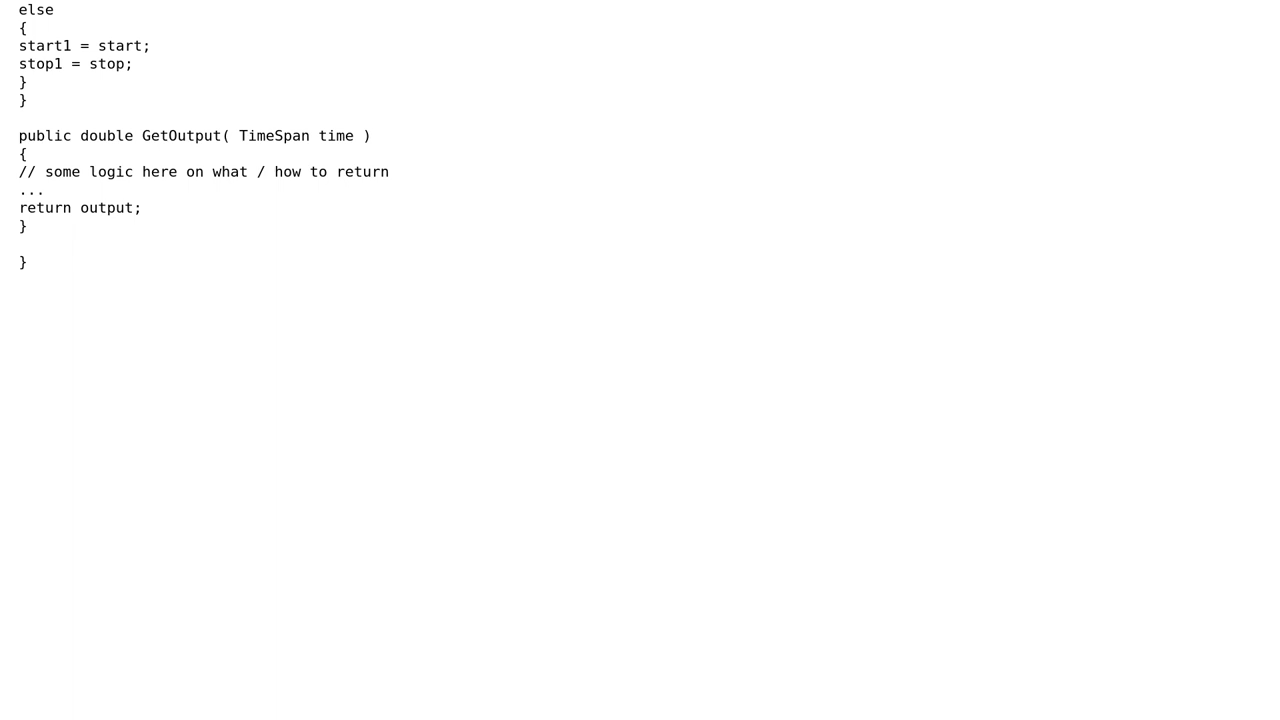 else
{
start1 = start;
stop1 = stop;
}
}

public double GetOutput( TimeSpan time )
{
// some logic here on what / how to return
...
return output;
}

}